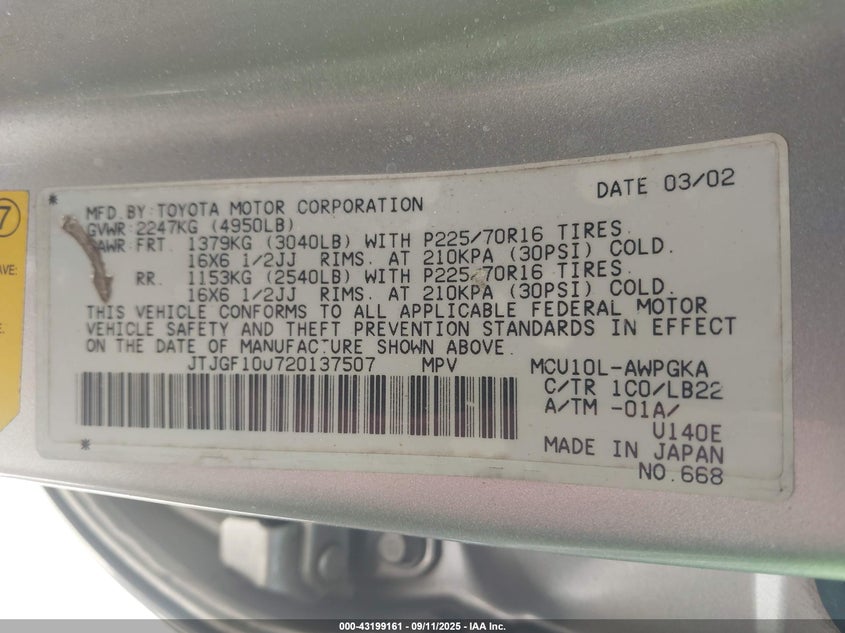 7
AVE:
E.
DATE 03/02
MFD. BY: TOYOTA MOTOR CORPORATION
GVWR: 2247KG (4950LB)
GAWR: FRT. 1379KG (3040LB) WITH P225/70R16 TIRES.
16X6 1/2JJ RIMS. AT 210KPA (30PSI) COLD.
RR. 1153KG (2540LB) WITH P225/70R16 TIRES.
16X6 1/2JJ RIMS. AT 210KPA (30PSI) COLD.
THIS VEHICLE CONFORMS TO ALL APPLICABLE FEDERAL MOTOR
VEHICLE SAFETY AND THEFT PREVENTION STANDARDS IN EFFECT
ON THE DATE OF MANUFACTURE SHOWN ABOVE.
JTJGF10U720137507 MPV MCU10L-AWPGKA
C/TR 1C0/LB22
A/TM -01A/
U140E
MADE IN JAPAN
NO.668
000-43199161 - 09/11/2025 - IAA Inc.